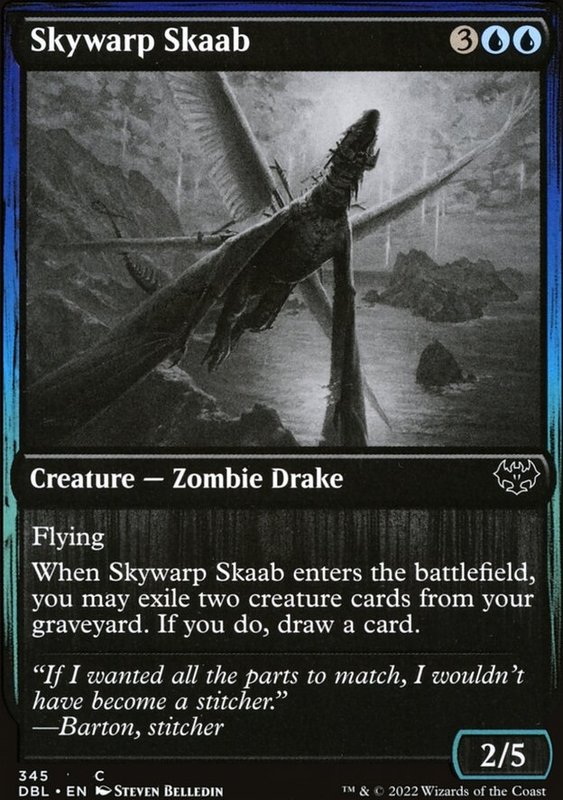 Skywarp Skaab 3
Creature — Zombie Drake
Flying
When Skywarp Skaab enters the battlefield,
you may exile two creature cards from your
graveyard. If you do, draw a card.
“If I wanted all the parts to match, I wouldn’t
have become a stitcher.”
—Barton, stitcher
2/5
345 C
DBL • EN Steven Belledin
™ & © 2022 Wizards of the Coast